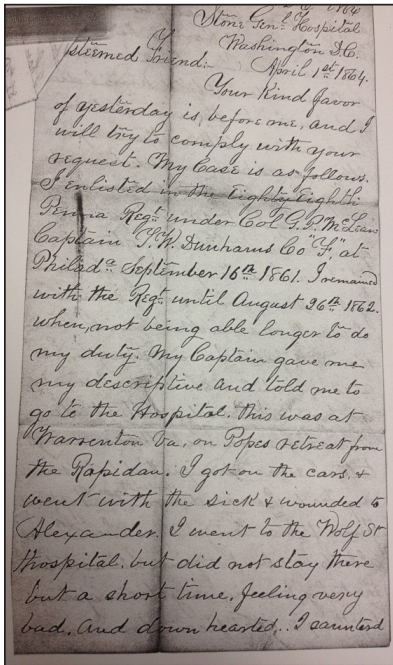 Stone Genl. Hospital
Washington D.C.
April 1st 1864.
steemed Friend:-
Your Kind favor
of yesterday is, before me, and I
will try to comply with your
request. My Case is as follows.
I enlisted in the Eighty Eighth
Penna Regt. under Col G.P. McLean
Captain Dunhams Co "F," at
Philada September 16th 1861. I remained
with the Regt. until August 26th 1862.
when, not being able longer to do
my duty. My Captain gave me
my descriptive and told me to
go to the Hospital. this was at
Warrenton Va, on Popes retreat from
the Rapidan. I got on the cars, &
went with the sick & wounded to
Alexander. I went to the Wolf St
Hospital. but did not stay there
but a short time, feeling very
bad. And down hearted.. I saunterd